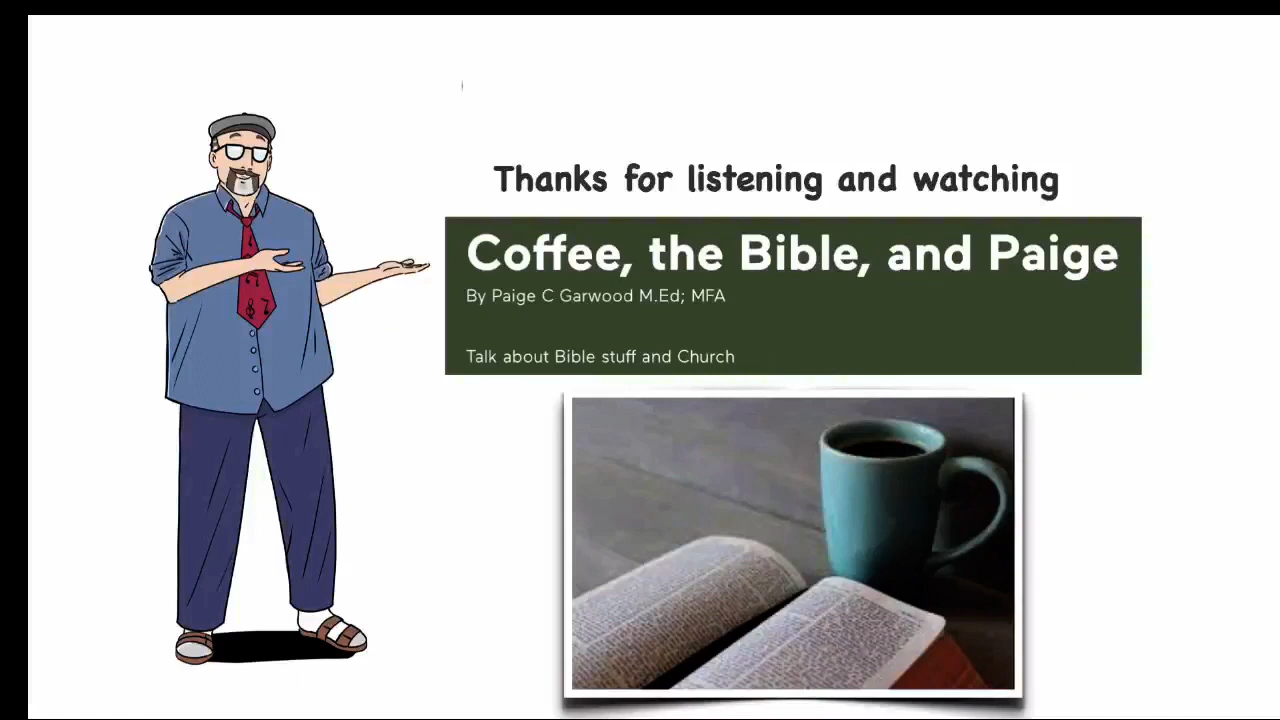 Thanks for listening and watching
Coffee, the Bible, and Paige
By Paige C Garwood M.Ed; MFA
Talk about Bible stuff and Church